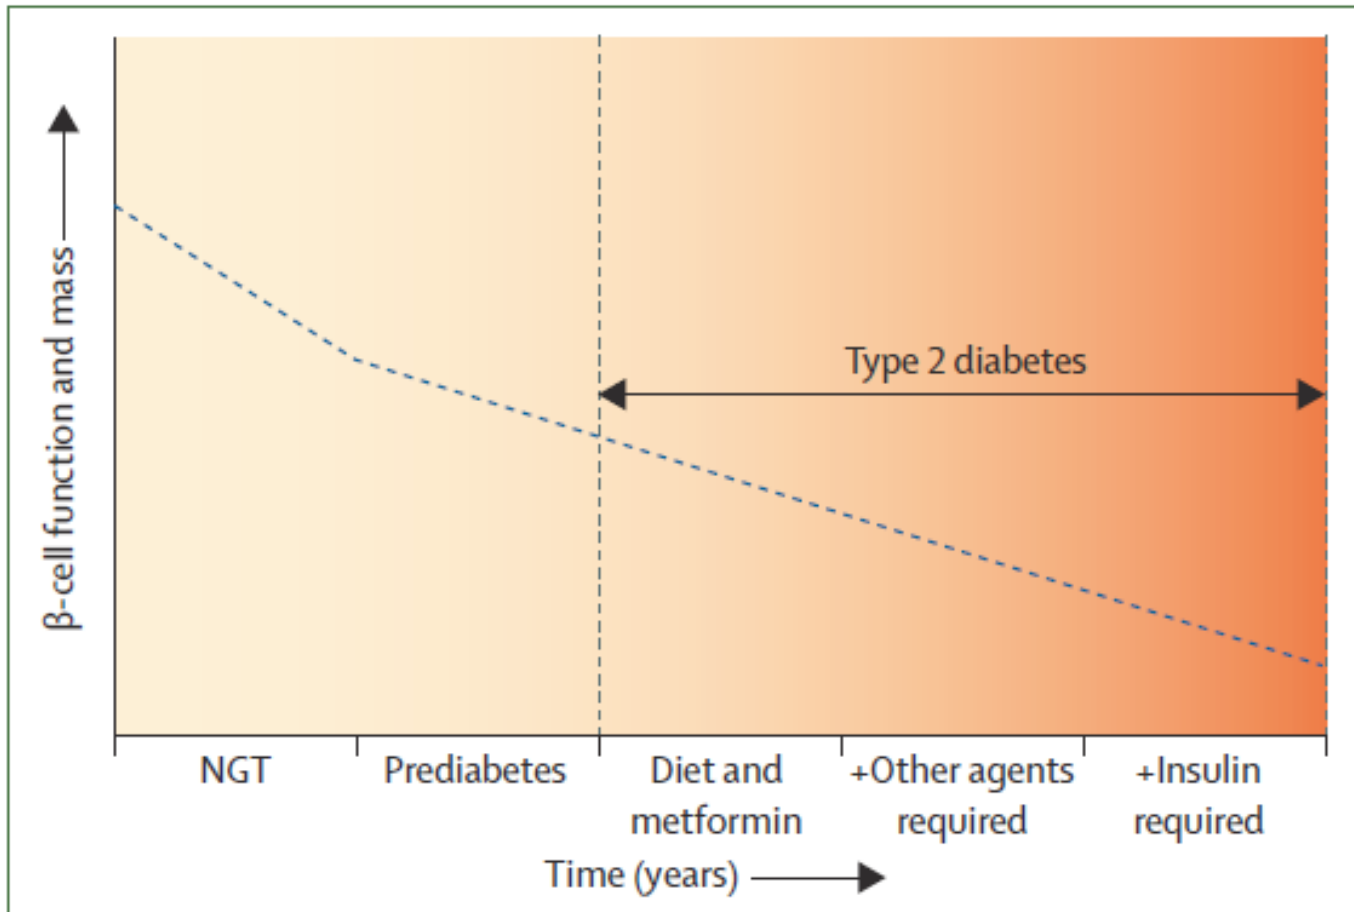 β-cell function and mass
Type 2 diabetes
NGT
Prediabetes
Diet and
metformin
+Other agents
required
+Insulin
required
Time (years)